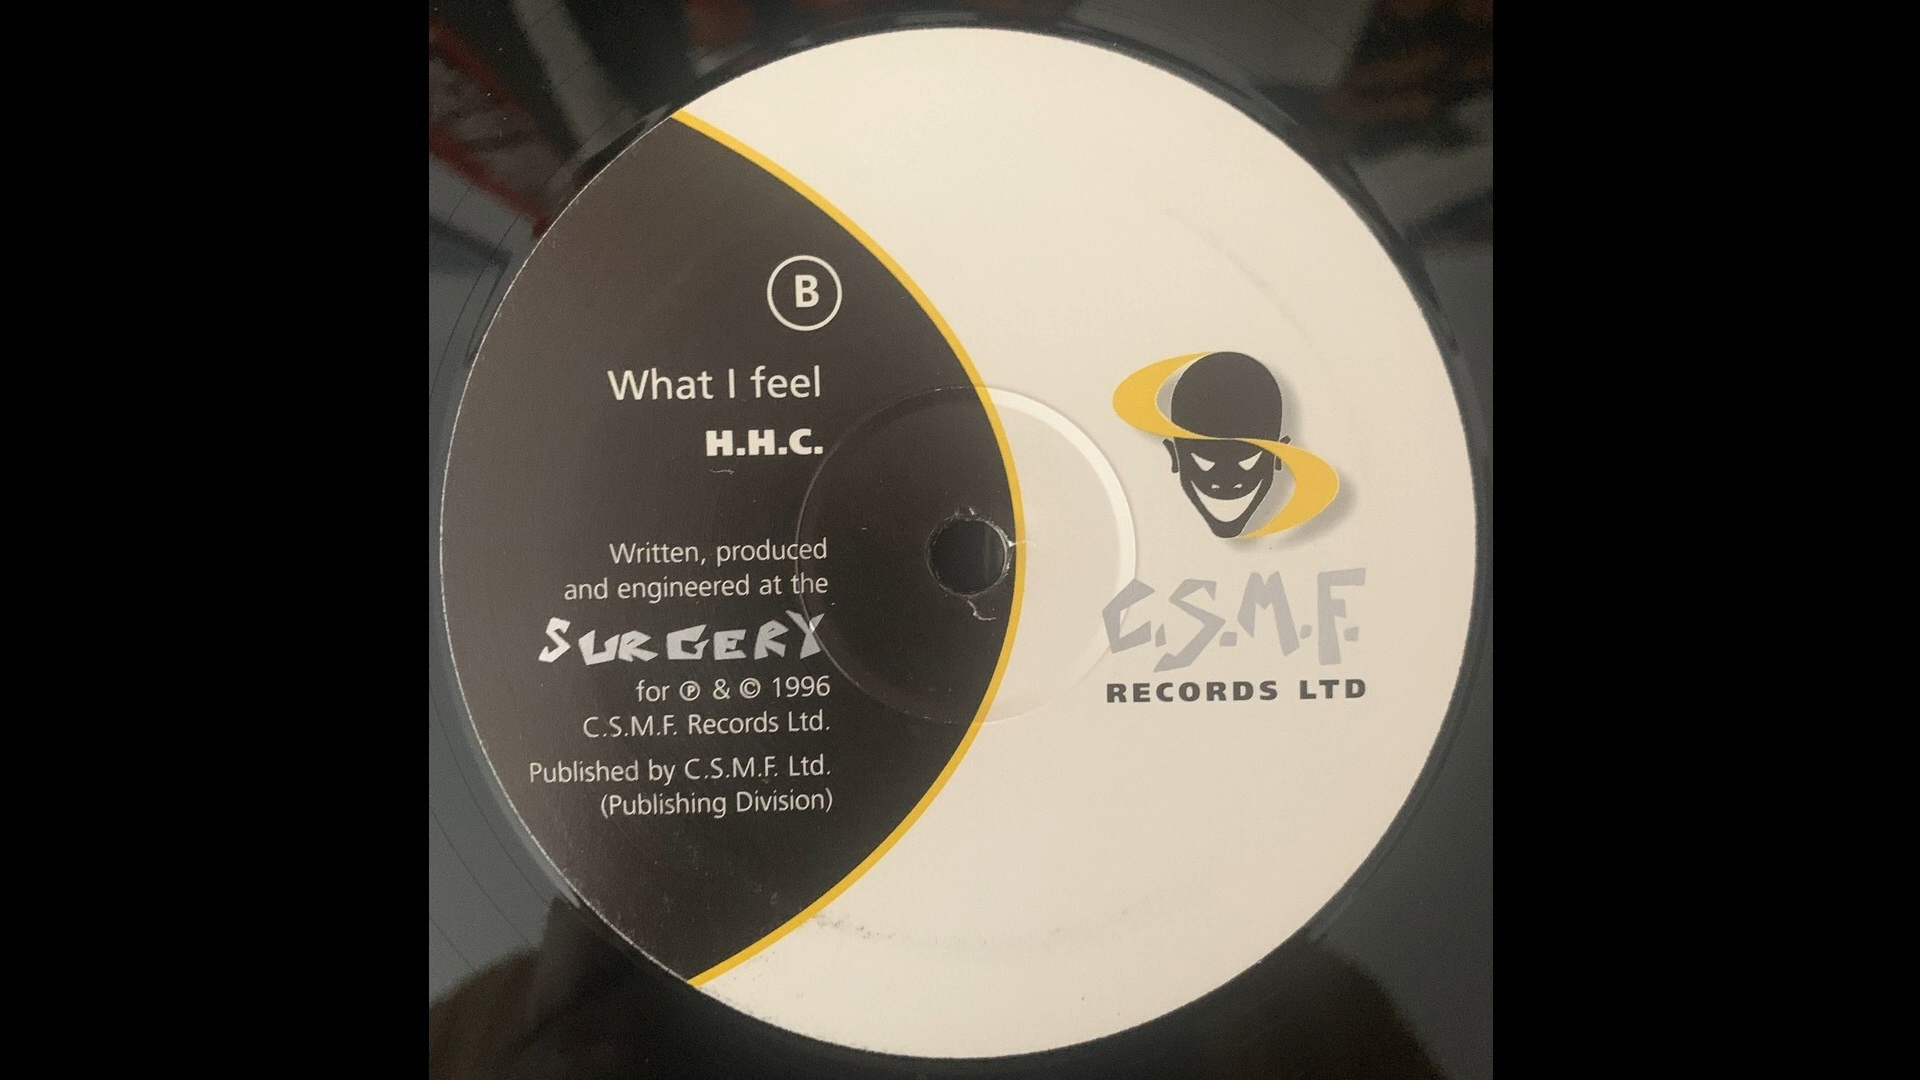 B
What I feel
H.H.C.
Written, produced
and engineered at the
SURGERY
for ℗ & © 1996
C.S.M.F. Records Ltd.
Published by C.S.M.F. Ltd.
(Publishing Division)
C.S.M.F.
RECORDS LTD